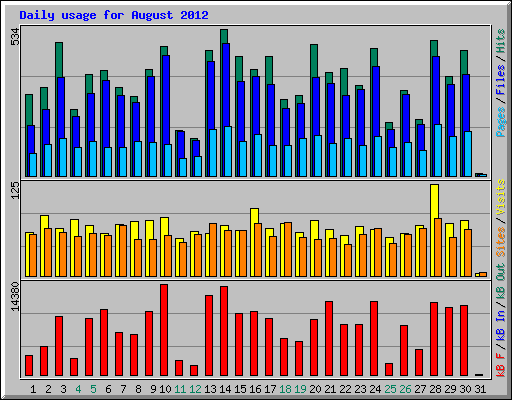 Daily usage for August 2012
534
Pages / Files / Hits
125
Sites / Visits
14380
kB F / kB In / kB Out
1 2 3 4 5 6 7 8 9 10 11 12 13 14 15 16 17 18 19 20 21 22 23 24 25 26 27 28 29 30 31